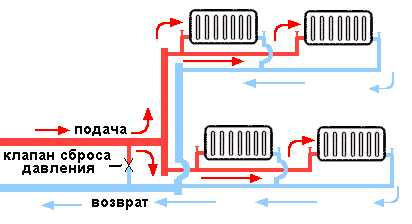 подача
клапан сброса
давления
возврат